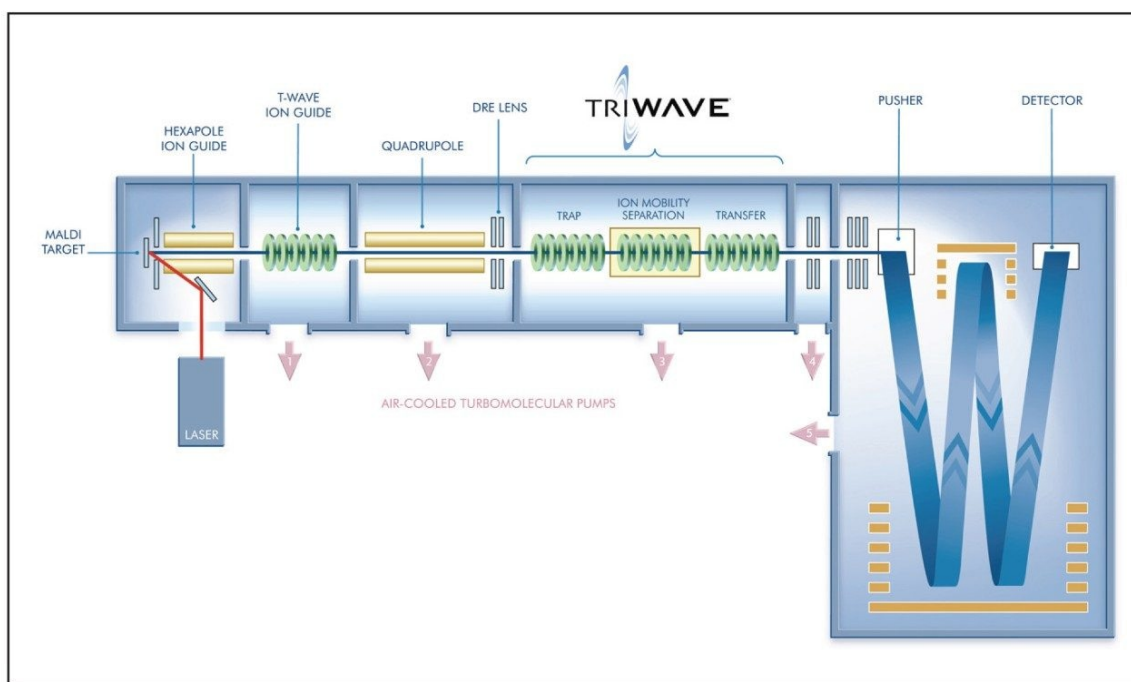 TRIWAVE
T-WAVE
ION GUIDE
HEXAPOLE
ION GUIDE
QUADRUPOLE
DRE LENS
PUSHER
DETECTOR
MALDI
TARGET
TRAP
ION MOBILITY
SEPARATION
TRANSFER
1
2
3
4
AIR-COOLED TURBOMOLECULAR PUMPS
5
LASER